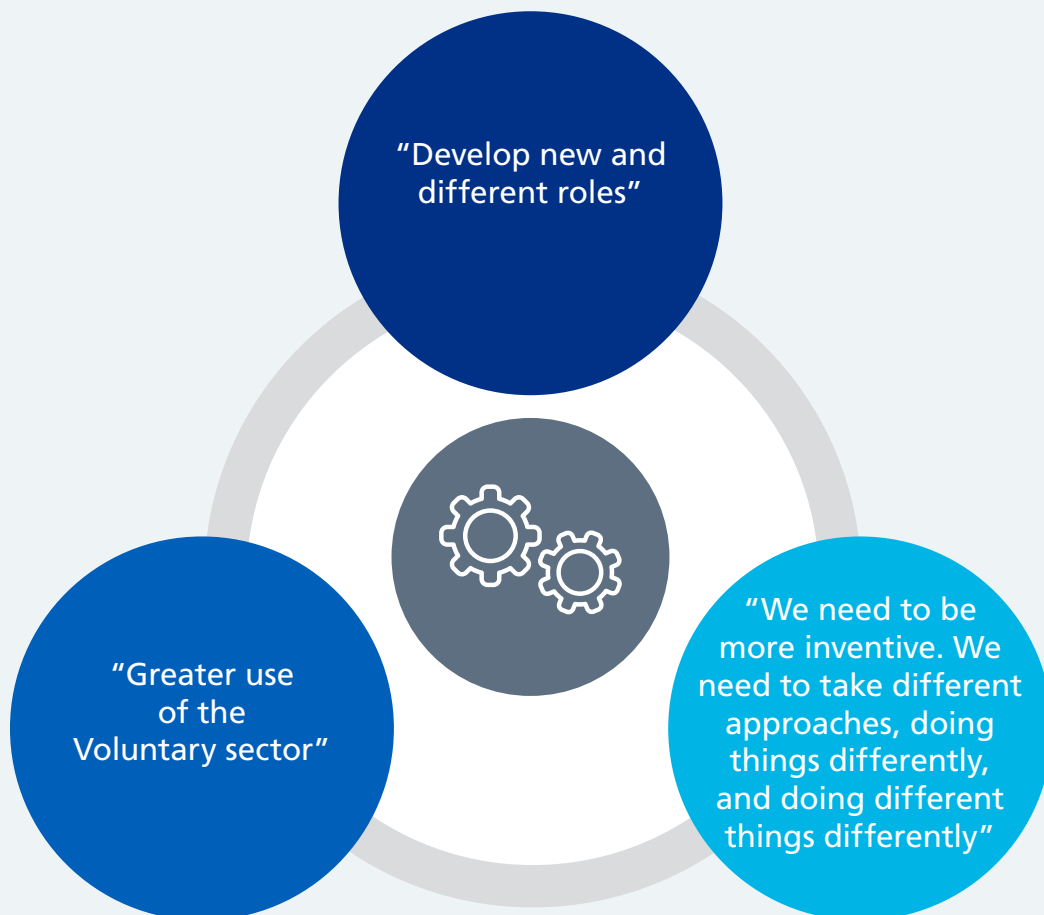 “Develop new and
different roles”
“Greater use
of the
Voluntary sector”
“We need to be
more inventive. We
need to take different
approaches, doing
things differently,
and doing different
things differently”